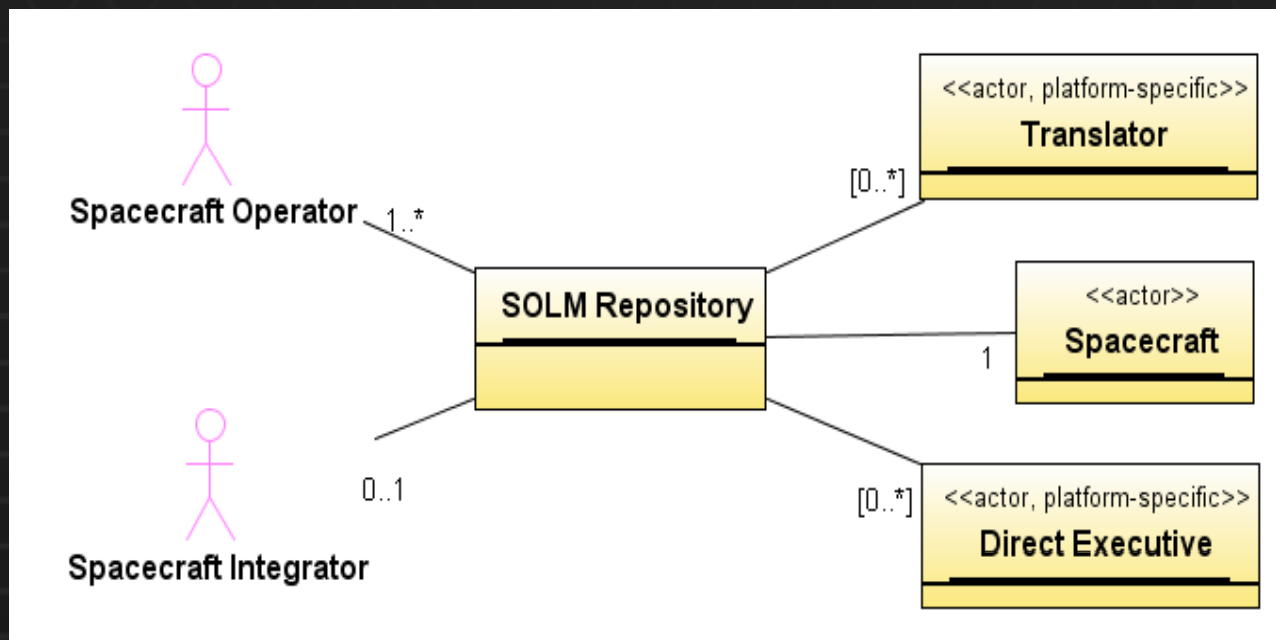 Spacecraft Operator
1..*
Spacecraft Integrator
0..1
SOLM Repository
<<actor, platform-specific>>
Translator
[0..*]
<<actor>>
Spacecraft
1
<<actor, platform-specific>>
Direct Executive
[0..*]